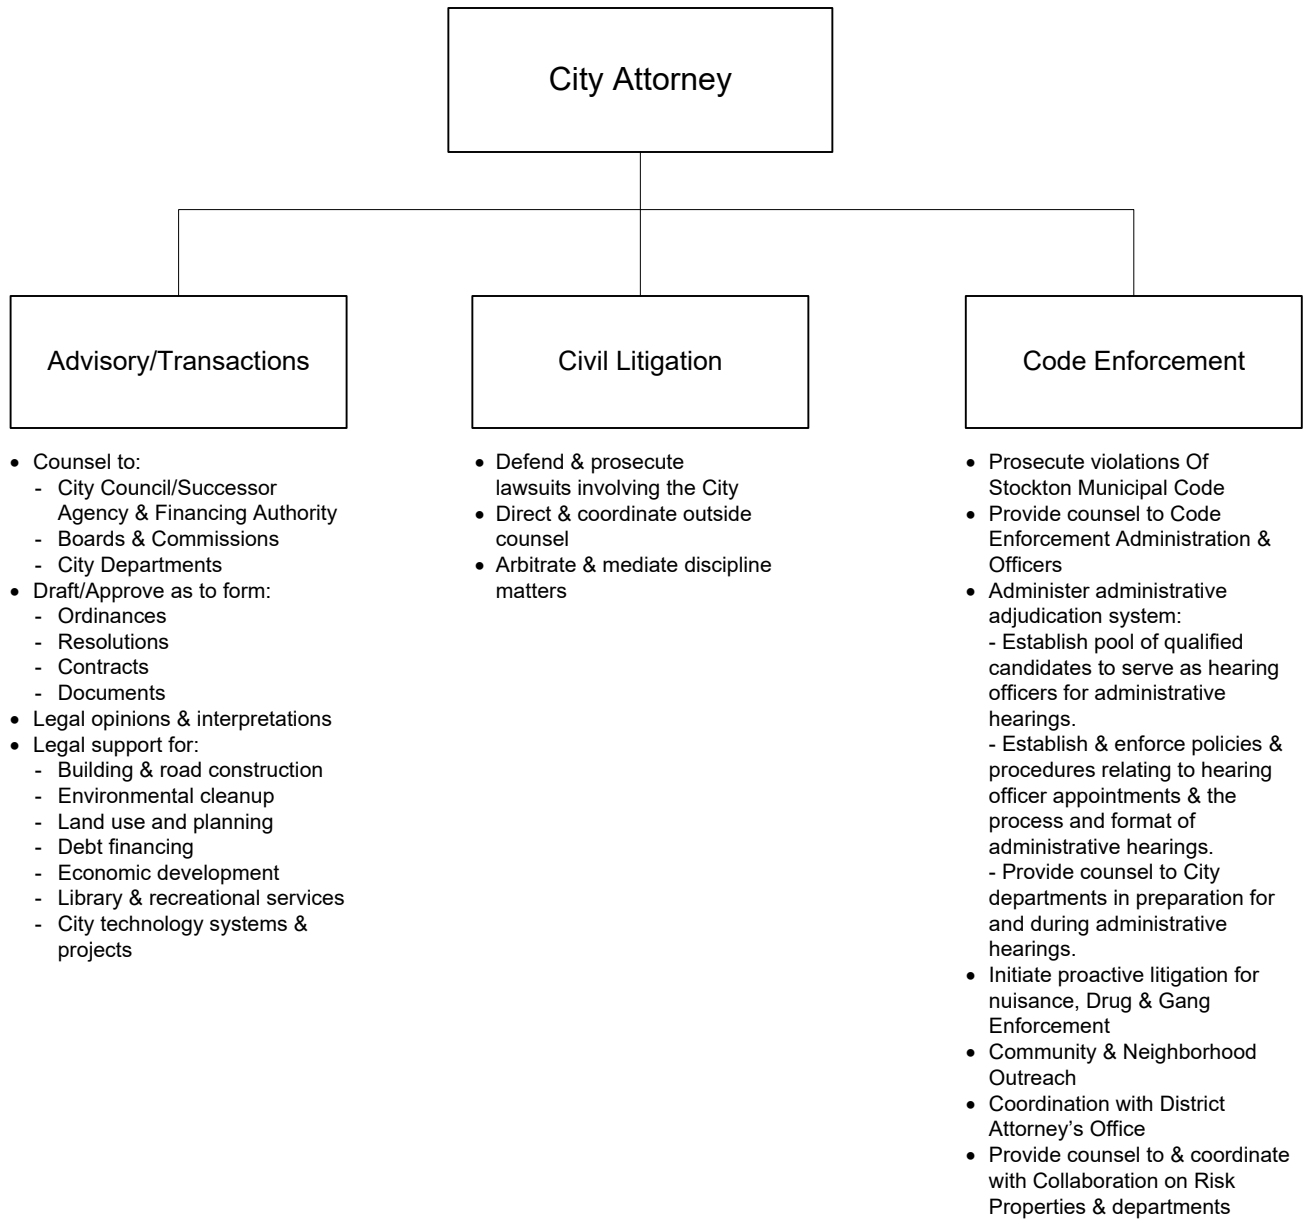 City Attorney
Advisory/Transactions
• Counsel to:
- City Council/Successor
Agency & Financing Authority
- Boards & Commissions
- City Departments
• Draft/Approve as to form:
- Ordinances
- Resolutions
- Contracts
- Documents
• Legal opinions & interpretations
• Legal support for:
- Building & road construction
- Environmental cleanup
- Land use and planning
- Debt financing
- Economic development
- Library & recreational services
- City technology systems &
projects
Civil Litigation
• Defend & prosecute
lawsuits involving the City
• Direct & coordinate outside
counsel
• Arbitrate & mediate discipline
matters
Code Enforcement
• Prosecute violations Of
Stockton Municipal Code
• Provide counsel to Code
Enforcement Administration &
Officers
• Administer administrative
adjudication system:
- Establish pool of qualified
candidates to serve as hearing
officers for administrative
hearings.
- Establish & enforce policies &
procedures relating to hearing
officer appointments & the
process and format of
administrative hearings.
- Provide counsel to City
departments in preparation for
and during administrative
hearings.
• Initiate proactive litigation for
nuisance, Drug & Gang
Enforcement
• Community & Neighborhood
Outreach
• Coordination with District
Attorney’s Office
• Provide counsel to & coordinate
with Collaboration on Risk
Properties & departments